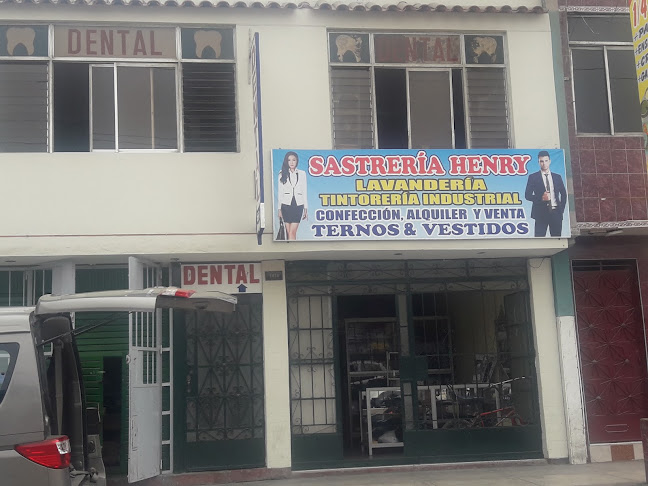 DENTAL
DENTAL
SASTRERÍA HENRY
LAVANDERÍA
TINTORERÍA INDUSTRIAL
CONFECCIÓN, ALQUILER Y VENTA
TERNOS & VESTIDOS
DENTAL